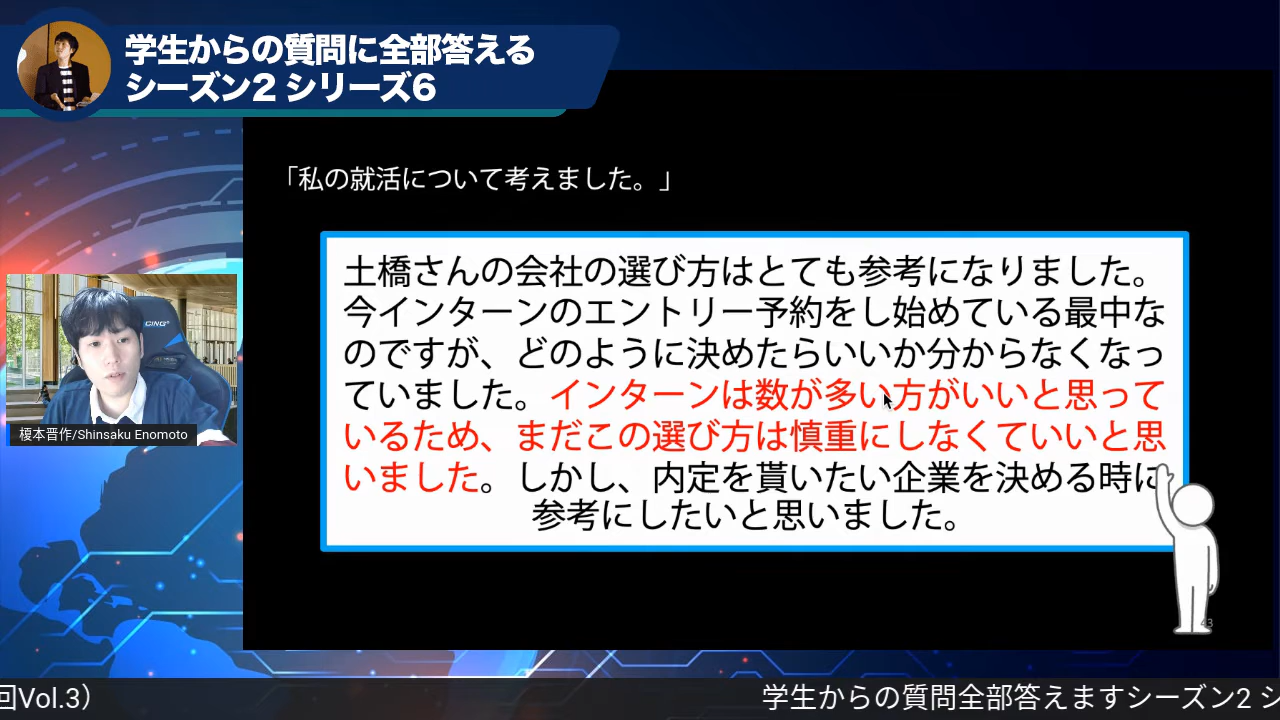 学生からの質問に全部答える
シーズン2 シリーズ6
「私の就活について考えました。」
土橋さんの会社の選び方はとても参考になりました。
今インターンのエントリー予約をし始めている最中な
のですが、どのように決めたらいいか分からなくなっ
ていました。インターンは数が多い方がいいと思って
いるため、まだこの選び方は慎重にしなくていいと思
いました。しかし、内定を貰いたい企業を決める時に
参考にしたいと思いました。
CING
榎本晋作/Shinsaku Enomoto
43
回Vol.3）
学生からの質問全部答えますシーズン2 シ